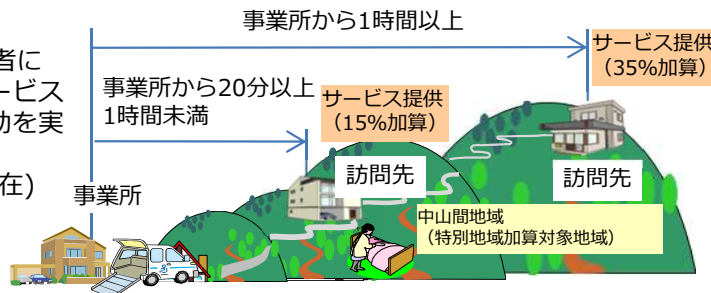 事業所から1時間以上
者に
ービス
助を実
在)
事業所から20分以上
1時間未満
サービス提供
（15％加算）
サービス提供
（35％加算）
事業所
訪問先
訪問先
中山間地域
（特別地域加算対象地域）